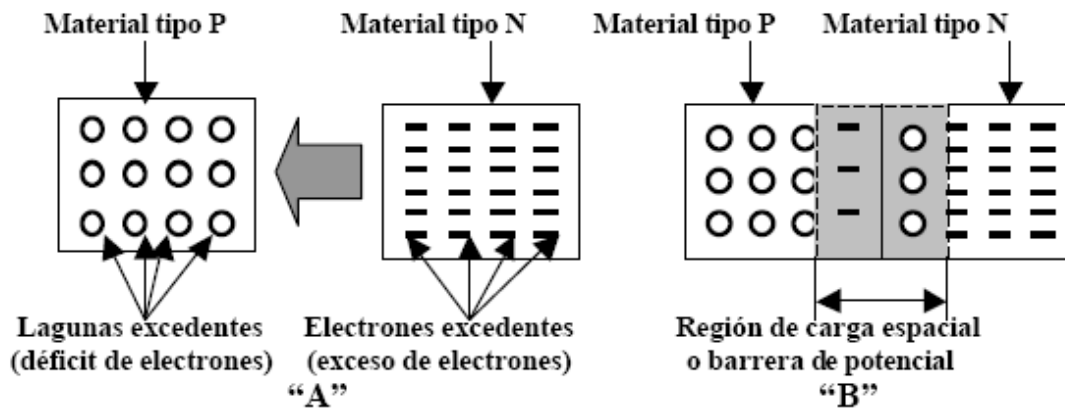 Material tipo P
Material tipo N
Material tipo P
Material tipo N
Lagunas excedentes
(déficit de electrones)
Electrones excedentes
(exceso de electrones)
Región de carga espacial
o barrera de potencial
“A”
“B”